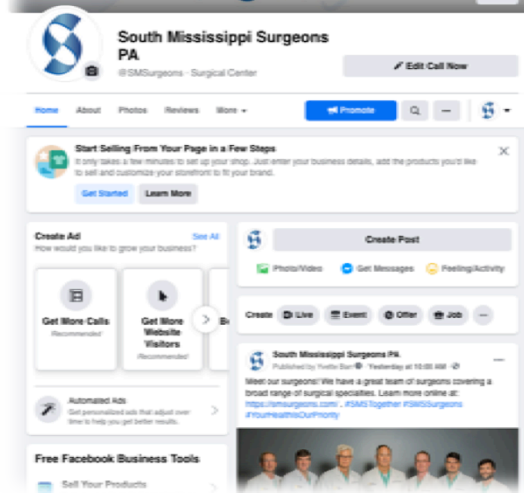 South Mississippi Surgeons
PA
@SMSurgeons · Surgical Center
Edit Call Now
Home About Photos Reviews More
Promote
Start Selling From Your Page in a Few Steps
It only takes a few minutes to set up your shop. Just enter your business details, add the products you'd like
to sell and customize your storefront to fit your brand.
Get Started Learn More
Create Ad See All
How would you like to grow your business?
Get More Calls
Recommended
Get More
Website
Visitors
Recommended
Automated Ads
Get personalized ads that adjust over
time to help you get better results.
Free Facebook Business Tools
Sell Your Products
Create Post
Photo/Video Get Messages Feeling/Activity
Create Live Event Offer Job
South Mississippi Surgeons PA
Published by Yvette Barr · Yesterday at 10:00 AM ·
Meet our surgeons! We have a great team of surgeons covering a
broad range of surgical specialties. Learn more online at:
https://smsurgeons.com/ . #SMSTogether #SMSSurgeons
#YourHealthIsOurPriority